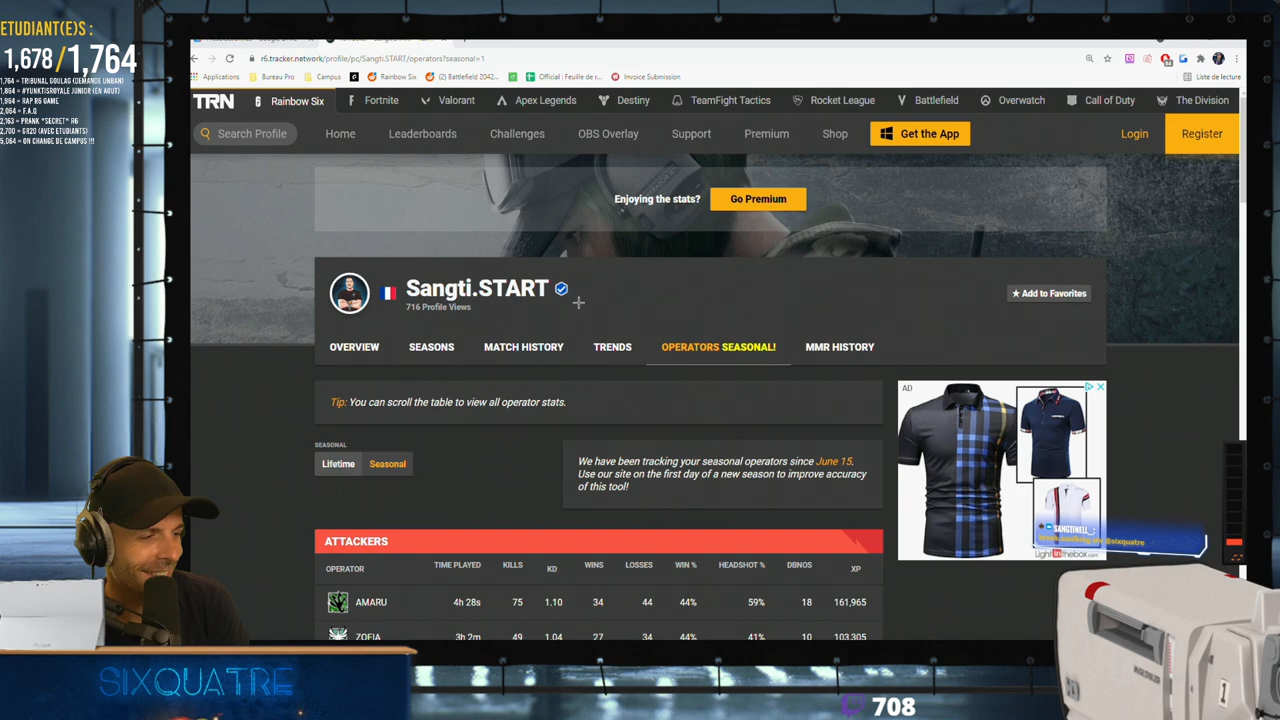 ETUDIANT(E)S :
1,678 / 1,764
1,764 = TRIBUNAL GOULAG (DEMANDE UNBAN)
1,864 = #YUNKTISROYALE JUNIOR (EN AOUT)
1,964 = RAP R6 GAME
2,064 = F.A.Q
2,163 = PRANK *SECRET* R6
2,700 = GR20 (AVEC ETUDIANTS)
5,064 = ON CHANGE DE CAMPUS !!!
r6.tracker.network/profile/pc/Sangti.START/operators?seasonal=1
Applications Bureau Pro Campus Rainbow Six (2) Battlefield 2042... Official : Feuille de r... Invoice Submission Liste de lecture
TRN Rainbow Six Fortnite Valorant Apex Legends Destiny TeamFight Tactics Rocket League Battlefield Overwatch Call of Duty The Division
Search Profile Home Leaderboards Challenges OBS Overlay Support Premium Shop Get the App Login Register
Enjoying the stats? Go Premium
Sangti.START
716 Profile Views
★ Add to Favorites
OVERVIEW SEASONS MATCH HISTORY TRENDS OPERATORS SEASONAL! MMR HISTORY
Tip: You can scroll the table to view all operator stats.
AD
SEASONAL
Lifetime Seasonal
We have been tracking your seasonal operators since June 15.
Use our site on the first day of a new season to improve accuracy
of this tool!
ATTACKERS
OPERATOR TIME PLAYED KILLS KD WINS LOSSES WIN % HEADSHOT % DBNOS XP
AMARU 4h 28s 75 1.10 34 44 44% 59% 18 161,965
ZOFIA 3h 2m 49 1.04 27 34 44% 41% 10 103,305
SANGTINELL_:
@sixquatre
Light in the box.com
SIXQUATRE
708
1